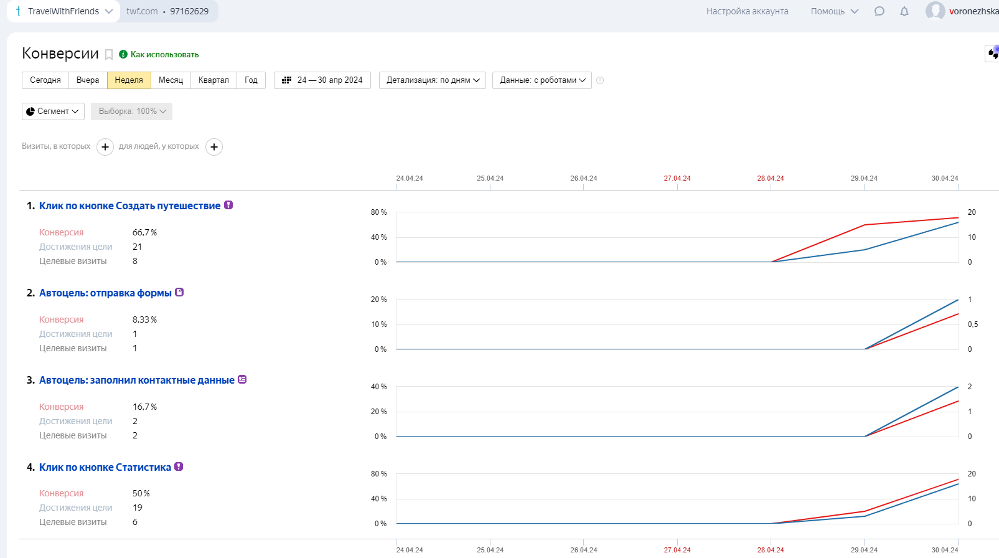 TravelWithFriends twf.com • 97162629 Настройка аккаунта Помощь voronezhska
Конверсии Как использовать
Сегодня Вчера Неделя Месяц Квартал Год 24 — 30 апр 2024 Детализация: по дням Данные: с роботами ?
Сегмент Выборка: 100%
Визиты, в которых + для людей, у которых +
24.04.24 25.04.24 26.04.24 27.04.24 28.04.24 29.04.24 30.04.24
1. Клик по кнопке Создать путешествие
80 % 20
Конверсия 66,7 %
40 % 10
Достижения цели 21
Целевые визиты 8
0 % 0
2. Автоцель: отправка формы
20 % 1
Конверсия 8,33 %
10 % 0,5
Достижения цели 1
Целевые визиты 1
0 % 0
3. Автоцель: заполнил контактные данные
40 % 2
Конверсия 16,7 %
20 % 1
Достижения цели 2
Целевые визиты 2
0 % 0
4. Клик по кнопке Статистика
80 % 20
Конверсия 50 %
40 % 10
Достижения цели 19
Целевые визиты 6
0 % 0
24.04.24 25.04.24 26.04.24 27.04.24 28.04.24 29.04.24 30.04.24